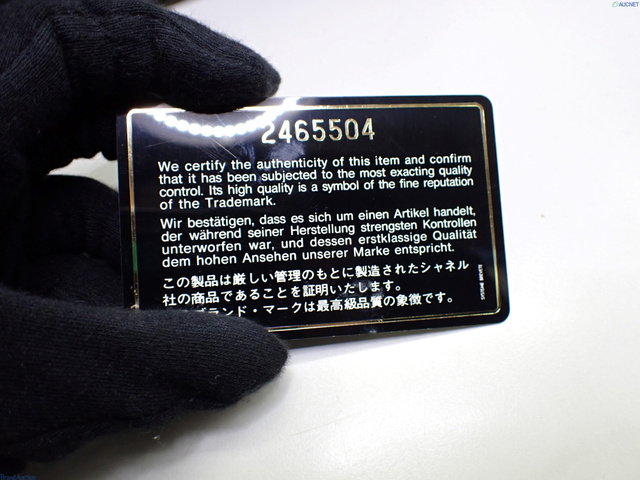 AUCNET
2465504
We certify the authenticity of this item and confirm
that it has been subjected to the most exacting quality
control. Its high quality is a symbol of the fine reputation
of the Trademark.
Wir bestätigen, dass es sich um einen Artikel handelt,
der während seiner Herstellung strengsten Kontrollen
unterworfen war, und dessen erstklassige Qualität
dem hohen Ansehen unserer Marke entspricht.
この製品は厳しい管理のもとに製造されたシャネル
社の商品であることを証明いたします。
ブランド・マークは最高級品質の象徴です。